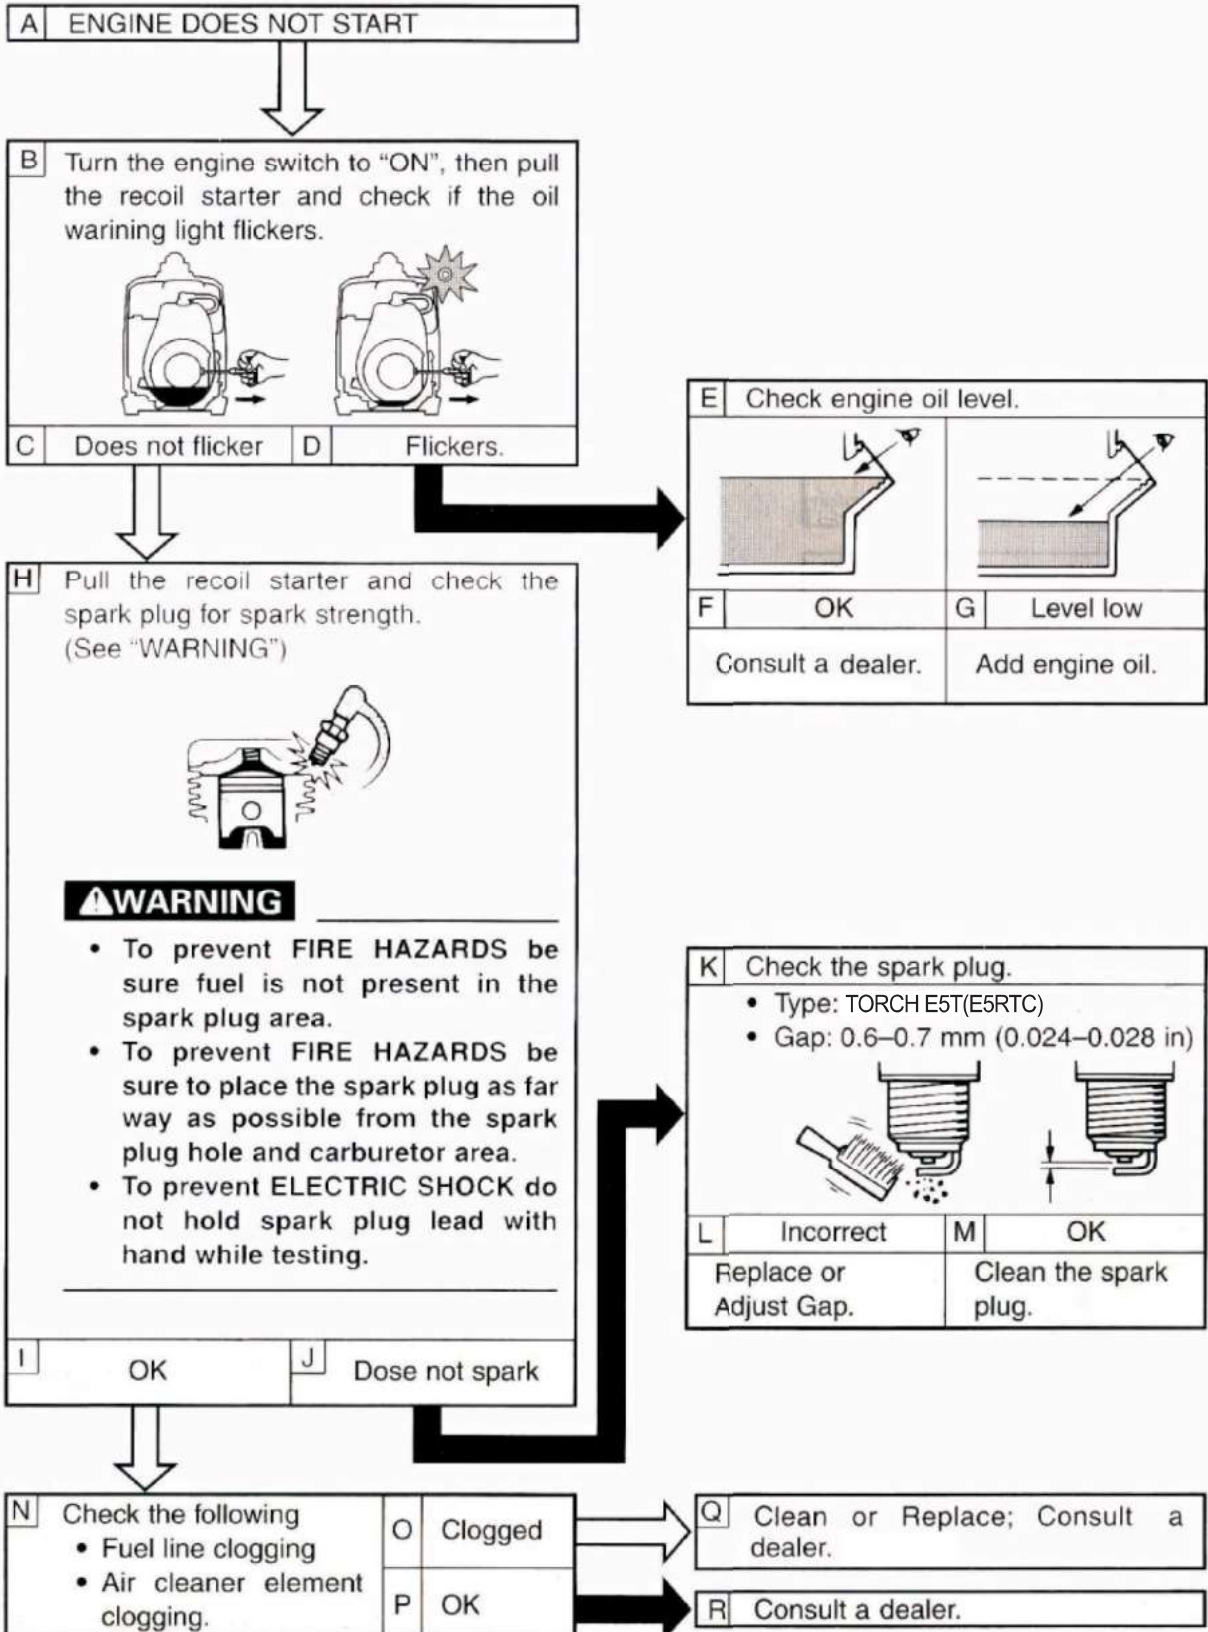 A ENGINE DOES NOT START
B Turn the engine switch to “ON”, then pull
the recoil starter and check if the oil
warining light flickers.
C Does not flicker D Flickers.
E Check engine oil level.
F OK G Level low
Consult a dealer. Add engine oil.
H Pull the recoil starter and check the
spark plug for spark strength.
(See “WARNING”)
WARNING
• To prevent FIRE HAZARDS be
sure fuel is not present in the
spark plug area.
• To prevent FIRE HAZARDS be
sure to place the spark plug as far
way as possible from the spark
plug hole and carburetor area.
• To prevent ELECTRIC SHOCK do
not hold spark plug lead with
hand while testing.
I OK J Dose not spark
K Check the spark plug.
• Type: TORCH E5T(E5RTC)
• Gap: 0.6–0.7 mm (0.024–0.028 in)
L Incorrect M OK
Replace or
Adjust Gap.
Clean the spark
plug.
N Check the following
• Fuel line clogging
• Air cleaner element
clogging.
O Clogged
P OK
Q Clean or Replace; Consult a
dealer.
R Consult a dealer.